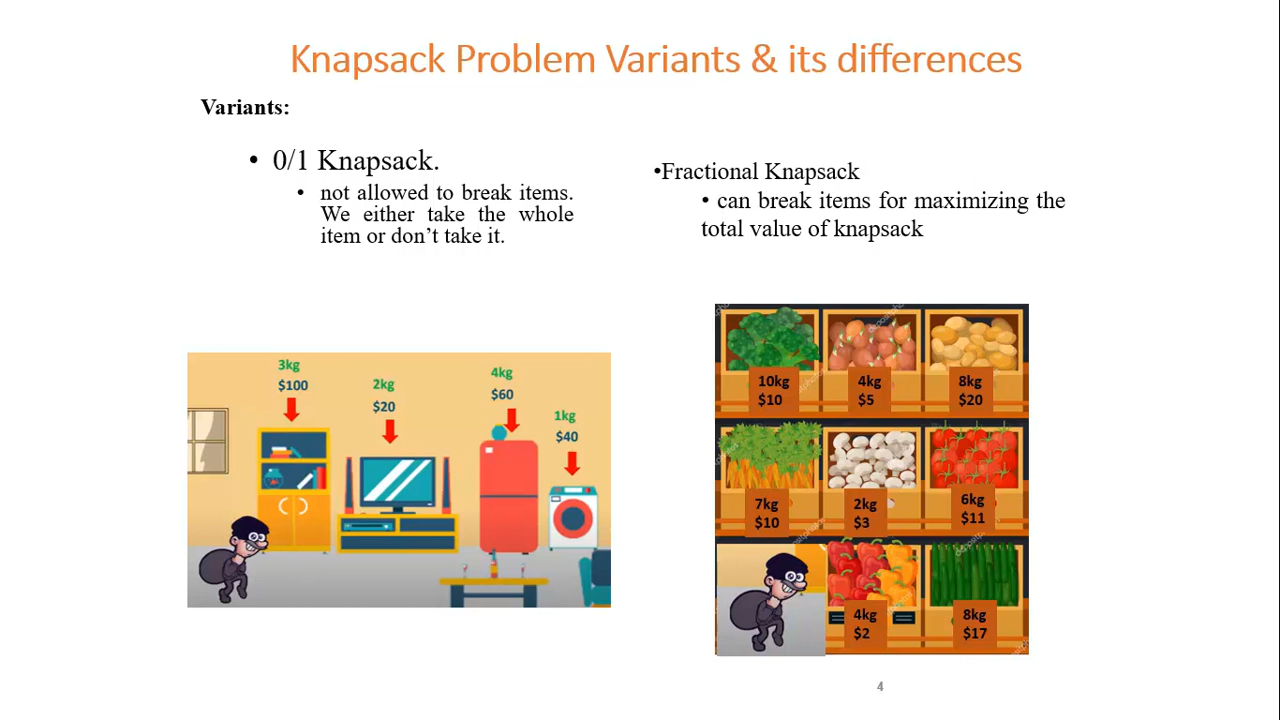 Knapsack Problem Variants & its differences
Variants:
• 0/1 Knapsack.
• not allowed to break items.
We either take the whole
item or don’t take it.
•Fractional Knapsack
• can break items for maximizing the
total value of knapsack
3kg
$100
2kg
$20
4kg
$60
1kg
$40
10kg
$10
4kg
$5
8kg
$20
7kg
$10
2kg
$3
6kg
$11
4kg
$2
8kg
$17
4